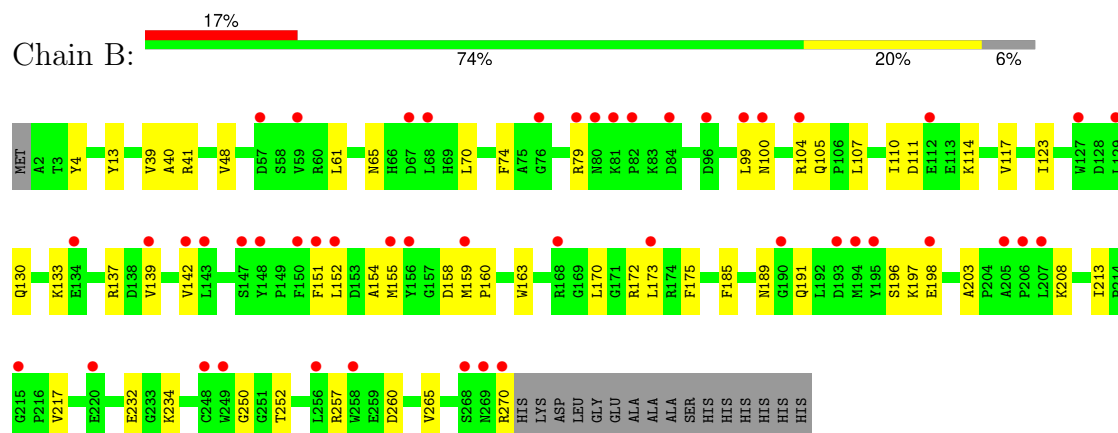 17%
Chain B:
74% 20% 6%
MET A2 T3 Y4 Y13 V39 A40 R41 V48 D57 S58 V59 R60 L61 N65 H66 D67 L68 H69 L70 F74 A75 G76 R79 N80 K81 P82 K83 D84 D96 L99 N100 R104 Q105 P106 L107 I110 D111 E112 E113 K114 V117 I123 W127 D128 L129
Q130 K133 E134 R137 D138 V139 V142 L143 S147 Y148 P149 F150 F151 L152 D153 A154 M155 Y156 G157 D158 M159 P160 W163 R168 G169 L170 G171 R172 L173 R174 F175 F185 N189 G190 Q191 L192 D193 M194 Y195 S196 K197 E198 A203 P204 A205 P206 L207 K208 I213
G215 P216 V217 E220 E232 G233 K234 C248 W249 G250 G251 T252 L256 R257 W258 E259 D260 V265 S268 N269 R270 HIS LYS ASP LEU GLY GLU ALA ALA ALA SER HIS HIS HIS HIS HIS HIS